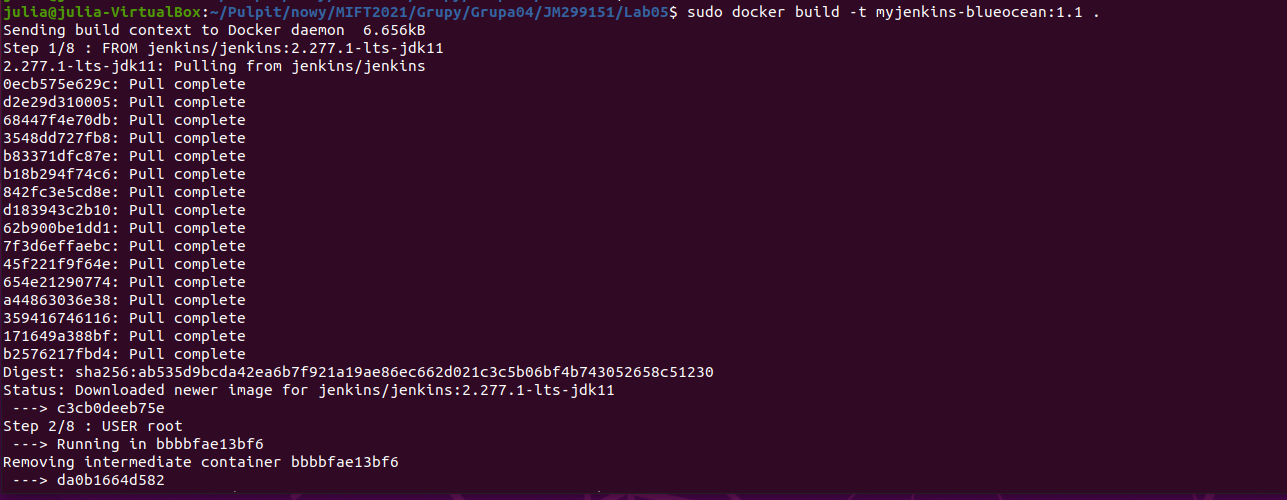 julia@julia-VirtualBox:~/Pulpit/nowy/MIFT2021/Grupy/Grupa04/JM299151/Lab05$ sudo docker build -t myjenkins-blueocean:1.1 .
Sending build context to Docker daemon  6.656kB
Step 1/8 : FROM jenkins/jenkins:2.277.1-lts-jdk11
2.277.1-lts-jdk11: Pulling from jenkins/jenkins
0ecb575e629c: Pull complete
d2e29d310005: Pull complete
68447f4e70db: Pull complete
3548dd727fb8: Pull complete
b83371dfc87e: Pull complete
b18b294f74c6: Pull complete
842fc3e5cd8e: Pull complete
d183943c2b10: Pull complete
62b900be1dd1: Pull complete
7f3d6effaebc: Pull complete
45f221f9f64e: Pull complete
654e21290774: Pull complete
a44863036e38: Pull complete
359416746116: Pull complete
171649a388bf: Pull complete
b2576217fbd4: Pull complete
Digest: sha256:ab535d9bcda42ea6b7f921a19ae86ec662d021c3c5b06bf4b743052658c51230
Status: Downloaded newer image for jenkins/jenkins:2.277.1-lts-jdk11
 ---> c3cb0deeb75e
Step 2/8 : USER root
 ---> Running in bbbbfae13bf6
Removing intermediate container bbbbfae13bf6
 ---> da0b1664d582